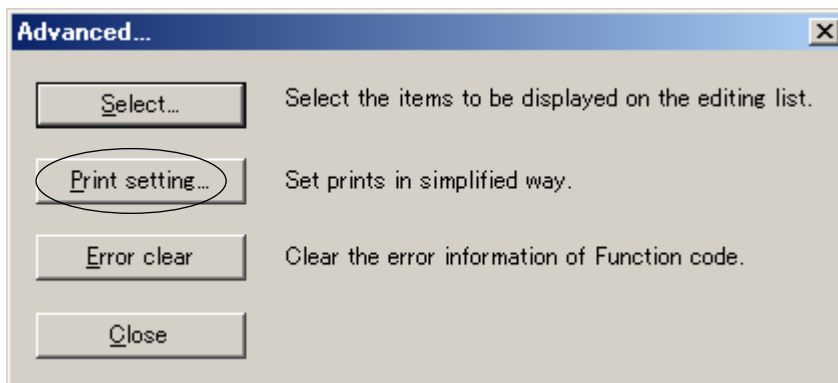 Advanced...
Select... Select the items to be displayed on the editing list.
Print setting... Set prints in simplified way.
Error clear Clear the error information of Function code.
Close